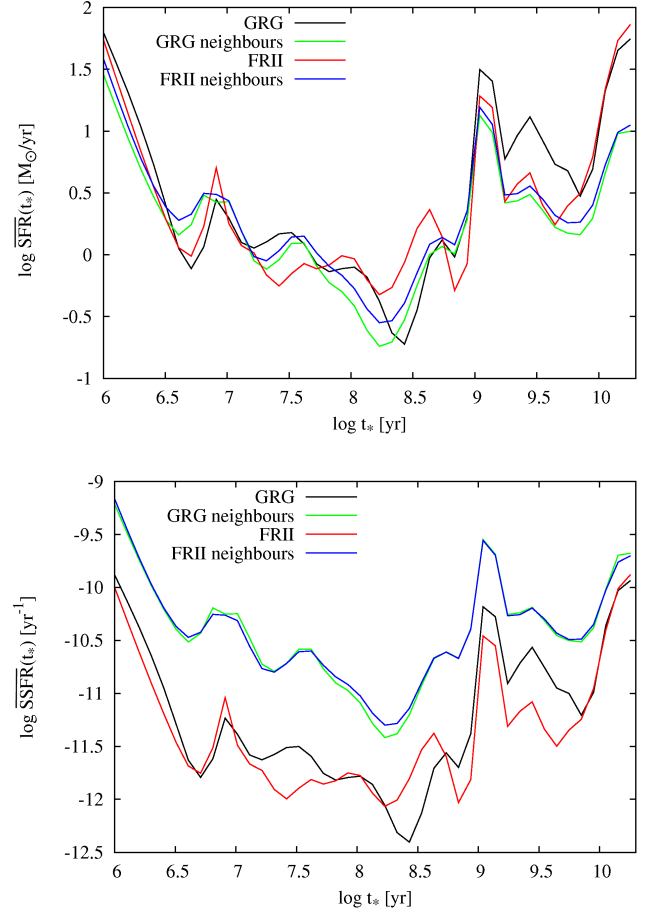 2
1.5
1
0.5
0
-0.5
-1
log SFR(t*) [M☉/yr]
GRG
GRG neighbours
FRII
FRII neighbours
6 6.5 7 7.5 8 8.5 9 9.5 10
log t* [yr]
-9
-9.5
-10
-10.5
-11
-11.5
-12
-12.5
log SSFR(t*) [yr-1]
GRG
GRG neighbours
FRII
FRII neighbours
6 6.5 7 7.5 8 8.5 9 9.5 10
log t* [yr]